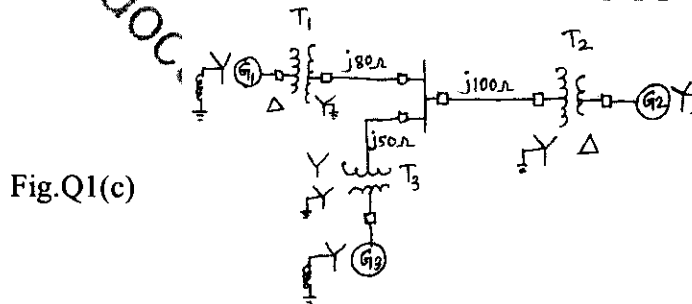 T1
T2
Y G1 j80Ω j100Ω G2 Y
Δ Y
j50Ω
Y Δ
Fig.Q1(c)
Y T3
Y
Y G3